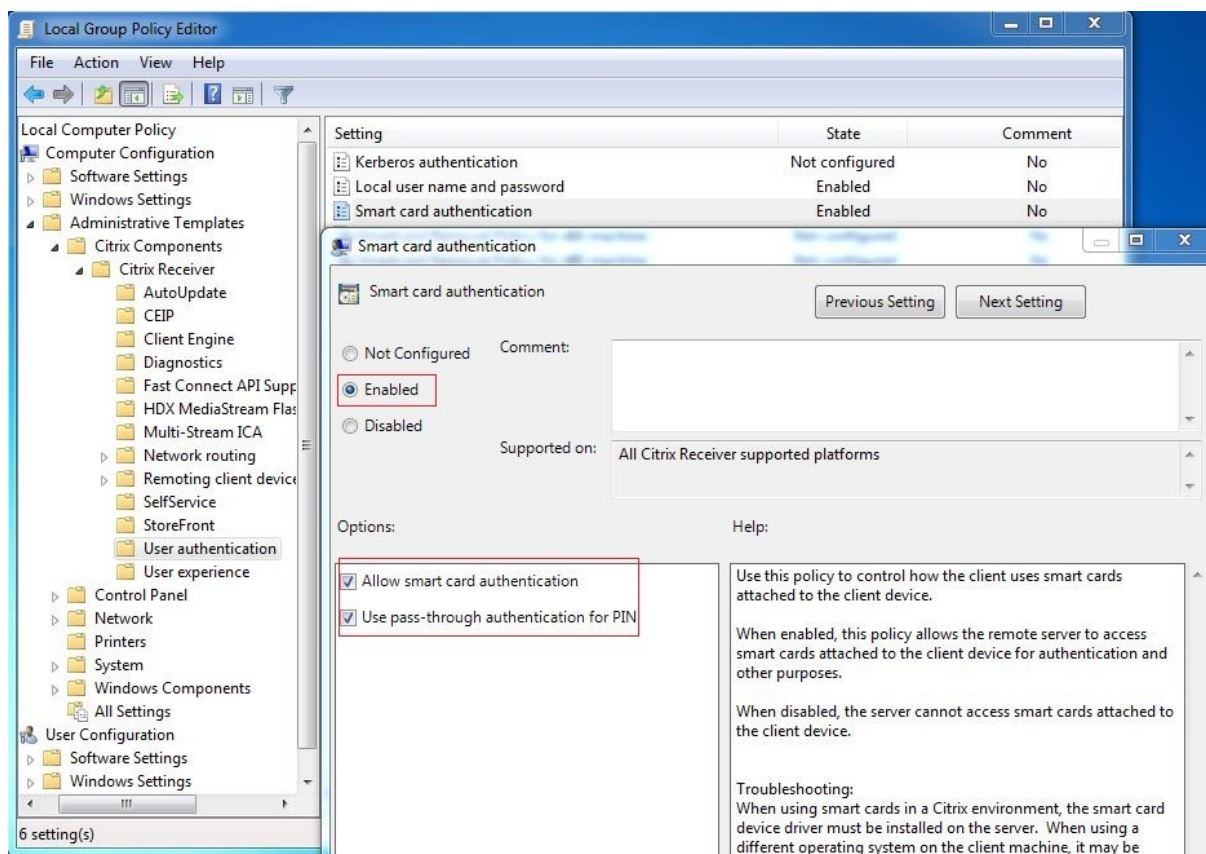 Local Group Policy Editor
File Action View Help
Local Computer Policy
Computer Configuration
Software Settings
Windows Settings
Administrative Templates
Citrix Components
Citrix Receiver
AutoUpdate
CEIP
Client Engine
Diagnostics
Fast Connect API Supp
HDX MediaStream Flas
Multi-Stream ICA
Network routing
Remoting client device
SelfService
StoreFront
User authentication
User experience
Control Panel
Network
Printers
System
Windows Components
All Settings
User Configuration
Software Settings
Windows Settings
6 setting(s)
Setting State Comment
Kerberos authentication Not configured No
Local user name and password Enabled No
Smart card authentication Enabled No
Smart card authentication
Smart card authentication
Previous Setting Next Setting
Not Configured
Enabled
Disabled
Comment:
Supported on: All Citrix Receiver supported platforms
Options:
Allow smart card authentication
Use pass-through authentication for PIN
Help:
Use this policy to control how the client uses smart cards
attached to the client device.
When enabled, this policy allows the remote server to access
smart cards attached to the client device for authentication and
other purposes.
When disabled, the server cannot access smart cards attached to
the client device.
Troubleshooting:
When using smart cards in a Citrix environment, the smart card
device driver must be installed on the server. When using a
different operating system on the client machine, it may be